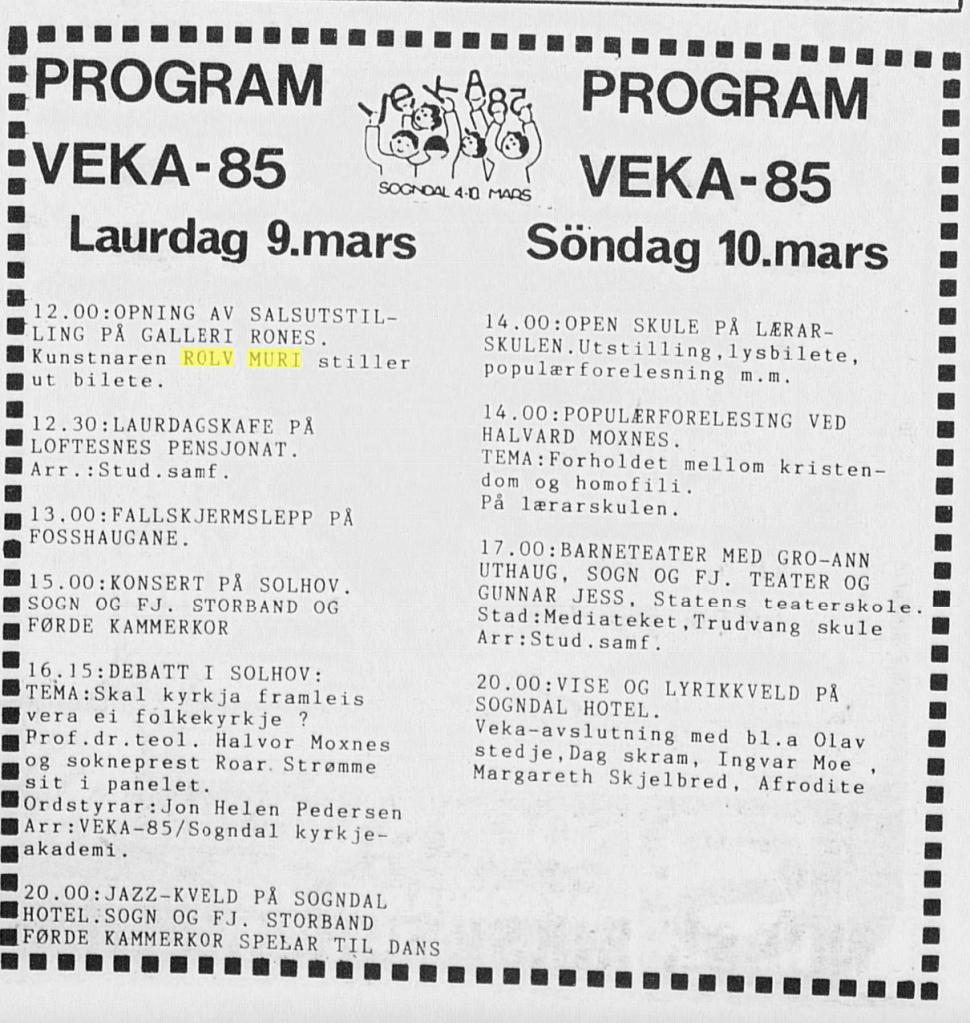 PROGRAM
VEKA-85
Laurdag 9.mars
12.00:OPNING AV SALSUTSTIL-
LING PÅ GALLERI RONES.
Kunstnaren ROLV MURI stiller
ut bilete.
12.30:LAURDAGSKAFE PÅ
LOFTESNES PENSJONAT.
Arr.:Stud.samf.
13.00:FALLSKJERMSLEPP PÅ
FOSSHAUGANE.
15.00:KONSERT PÅ SOLHOV.
SOGN OG FJ. STORBAND OG
FØRDE KAMMERKOR
16.15:DEBATT I SOLHOV:
TEMA:Skal kyrkja framleis
vera ei folkekyrkje ?
Prof.dr.teol. Halvor Moxnes
og sokneprest Roar Strømme
sit i panelet.
Ordstyrar:Jon Helen Pedersen
Arr:VEKA-85/Sogndal kyrkje-
akademi.
20.00:JAZZ-KVELD PÅ SOGNDAL
HOTEL.SOGN OG FJ. STORBAND
FØRDE KAMMERKOR SPELAR TIL DANS
VEKA 85
SOGNDAL 4-10 MARS
PROGRAM
VEKA-85
Söndag 10.mars
14.00:OPEN SKULE PÅ LÆRAR-
SKULEN.Utstilling,lysbilete,
populærforelesning m.m.
14.00:POPULÆRFORELESING VED
HALVARD MOXNES.
TEMA:Forholdet mellom kristen-
dom og homofili.
På lærarskulen.
17.00:BARNETEATER MED GRO-ANN
UTHAUG, SOGN OG FJ. TEATER OG
GUNNAR JESS, Statens teaterskole.
Stad:Mediateket,Trudvang skule
Arr:Stud.samf.
20.00:VISE OG LYRIKKVELD PÅ
SOGNDAL HOTEL.
Veka-avslutning med bl.a Olav
stedje,Dag skram, Ingvar Moe ,
Margareth Skjelbred, Afrodite